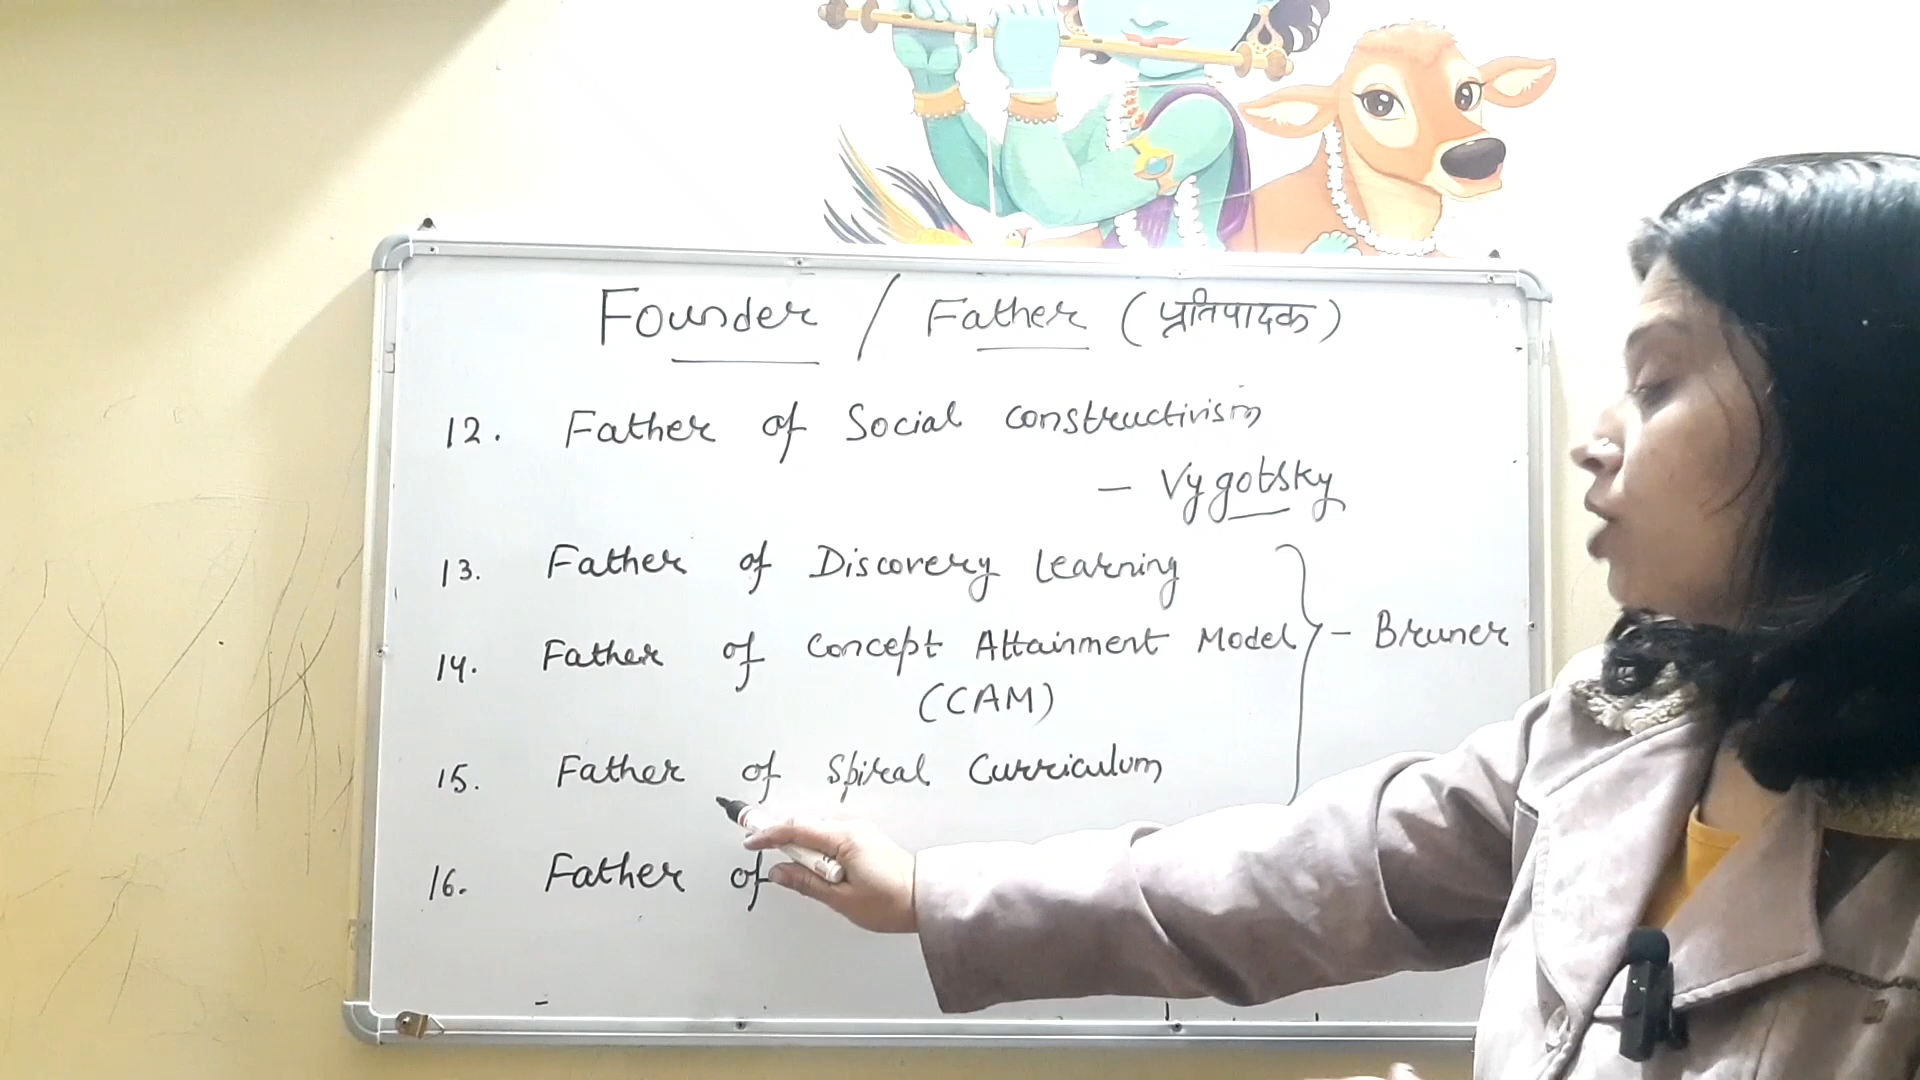 Founder / Father (प्रतिपादक)
12. Father of Social constructivism
- Vygotsky
13. Father of Discovery learning
14. Father of Concept Attainment Model - Bruner
(CAM)
15. Father of Spiral Curriculum
16. Father of